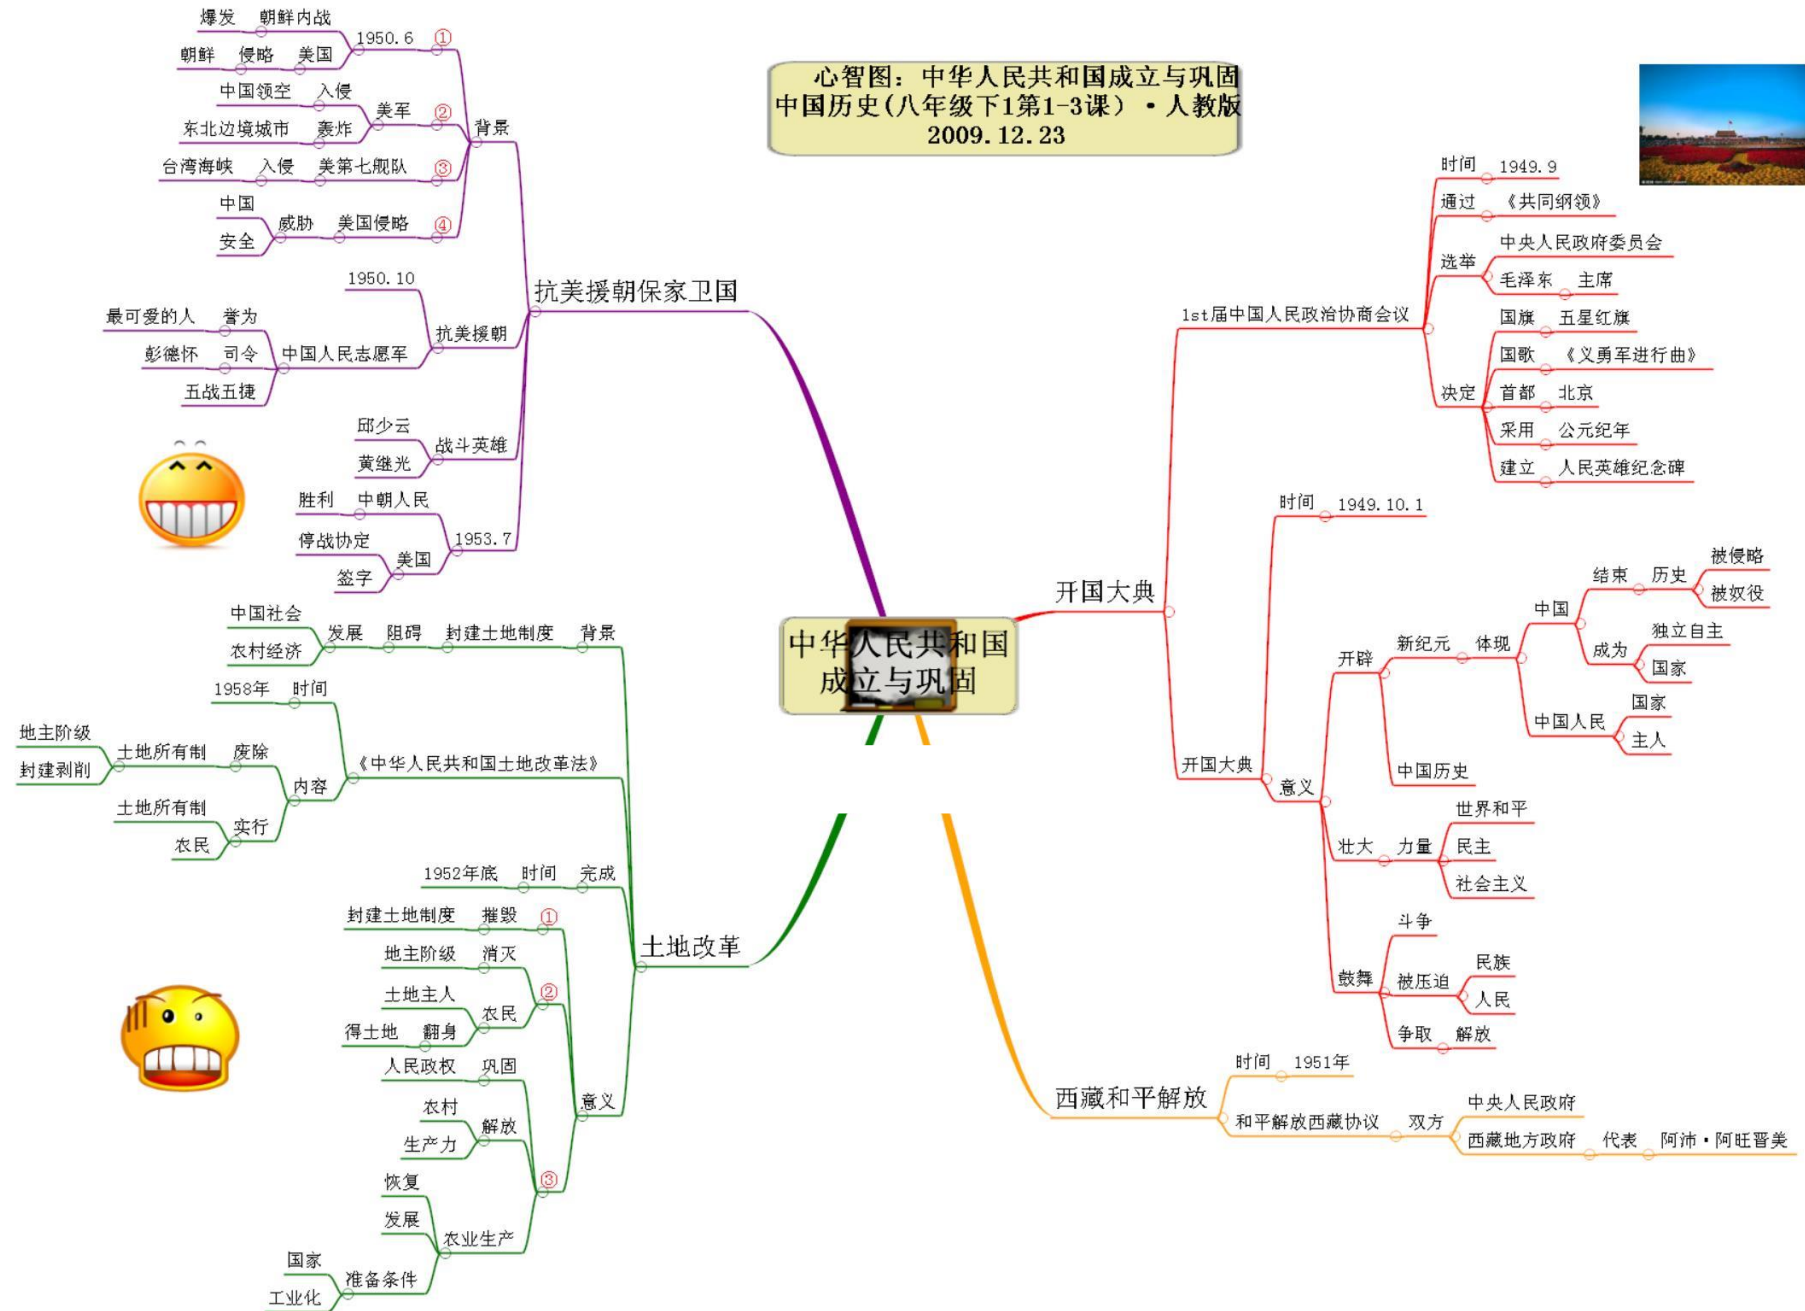 心智图：中华人民共和国成立与巩固
中国历史(八年级下1第1-3课）·人教版
2009.12.23
中华人民共和国
成立与巩固
开国大典
1st届中国人民政治协商会议
时间 1949.9
通过 《共同纲领》
选举
中央人民政府委员会
毛泽东 主席
决定
国旗 五星红旗
国歌 《义勇军进行曲》
首都 北京
采用 公元纪年
建立 人民英雄纪念碑
开国大典
时间 1949.10.1
意义
开辟
新纪元 体现
中国
结束 历史
被侵略
被奴役
成为
独立自主
国家
中国人民
国家
主人
中国历史
壮大 力量
世界和平
民主
社会主义
鼓舞
斗争
被压迫
民族
人民
争取 解放
西藏和平解放
时间 1951年
和平解放西藏协议 双方
中央人民政府
西藏地方政府 代表 阿沛·阿旺晋美
抗美援朝保家卫国
背景
①
1950.6
爆发 朝鲜内战
朝鲜 侵略 美国
②
美军
中国领空 入侵
东北边境城市 轰炸
③
台湾海峡 入侵 美第七舰队
④
美国侵略
威胁
中国
安全
抗美援朝
1950.10
中国人民志愿军
最可爱的人 誉为
彭德怀 司令
五战五捷
战斗英雄
邱少云
黄继光
1953.7
胜利 中朝人民
美国
停战协定
签字
土地改革
背景
封建土地制度
阻碍
发展
中国社会
农村经济
《中华人民共和国土地改革法》
1958年 时间
内容
废除
土地所有制
地主阶级
封建剥削
实行
土地所有制
农民
1952年底 时间 完成
意义
①
封建土地制度 摧毁
②
地主阶级 消灭
农民
土地主人
得土地 翻身
③
人民政权 巩固
解放
农村
生产力
农业生产
恢复
发展
准备条件
国家
工业化